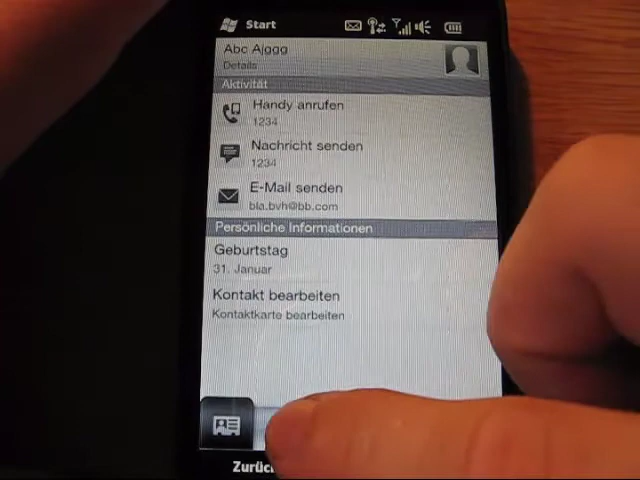 Start
Abc Ajggg
Details
Aktivität
Handy anrufen
1234
Nachricht senden
1234
E-Mail senden
bla.bvh@bb.com
Persönliche Informationen
Geburtstag
31. Januar
Kontakt bearbeiten
Kontaktkarte bearbeiten